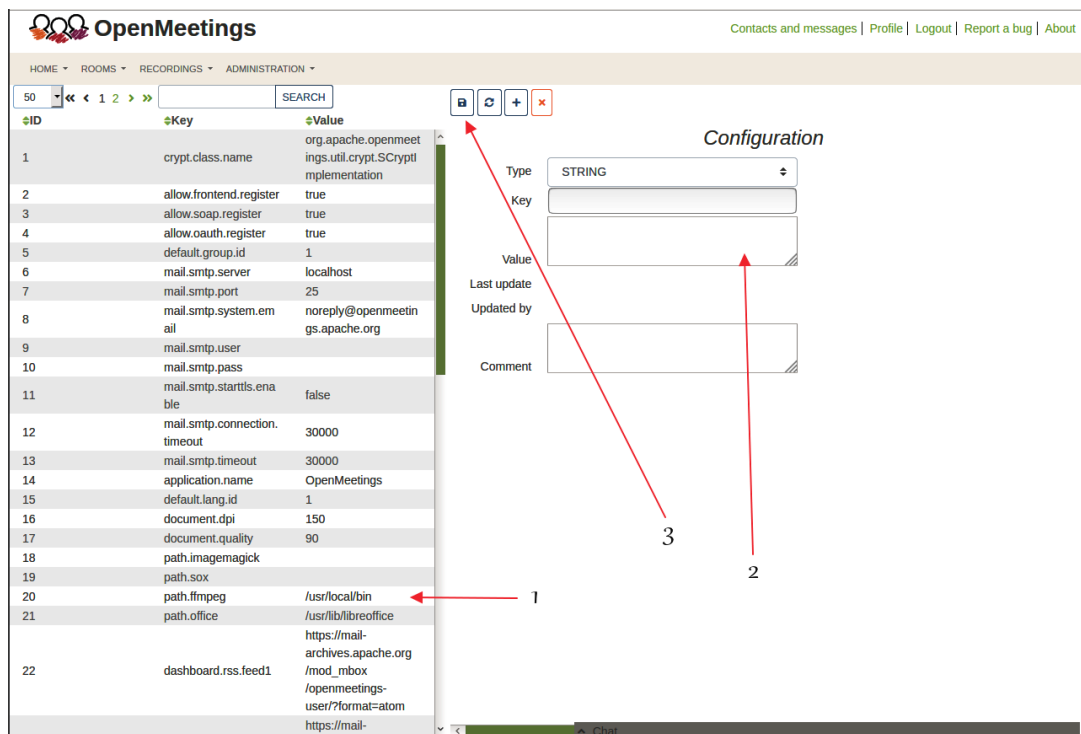 OpenMeetings
Contacts and messages | Profile | Logout | Report a bug | About
HOME ROOMS RECORDINGS ADMINISTRATION
50 « ‹ 1 2 › » SEARCH
ID Key Value
1 crypt.class.name org.apache.openmeet
ings.util.crypt.SCryptI
mplementation
2 allow.frontend.register true
3 allow.soap.register true
4 allow.oauth.register true
5 default.group.id 1
6 mail.smtp.server localhost
7 mail.smtp.port 25
8 mail.smtp.system.em noreply@openmeetin
ail gs.apache.org
9 mail.smtp.user
10 mail.smtp.pass
11 mail.smtp.starttls.ena false
ble
12 mail.smtp.connection. 30000
timeout
13 mail.smtp.timeout 30000
14 application.name OpenMeetings
15 default.lang.id 1
16 document.dpi 150
17 document.quality 90
18 path.imagemagick
19 path.sox
20 path.ffmpeg /usr/local/bin
21 path.office /usr/lib/libreoffice
22 dashboard.rss.feed1 https://mail-
archives.apache.org
/mod_mbox
/openmeetings-
user/?format=atom
https://mail-
Configuration
Type STRING
Key
Value
Last update
Updated by
Comment
3
2
1
Chat